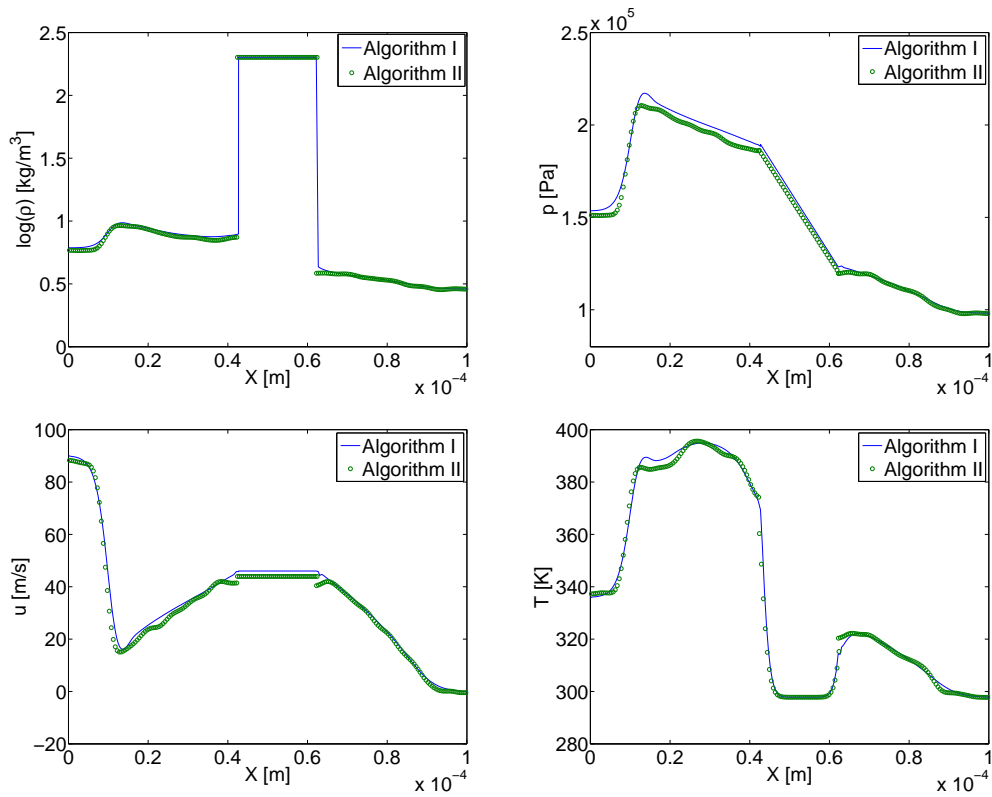 2.5
2
1.5
1
0.5
0
log(ρ) [kg/m³]
0 0.2 0.4 0.6 0.8 1
X [m]
x 10⁻⁴
Algorithm I
Algorithm II
x 10⁵
2.5
2
1.5
1
p [Pa]
0 0.2 0.4 0.6 0.8 1
X [m]
x 10⁻⁴
Algorithm I
Algorithm II
100
80
60
40
20
0
−20
u [m/s]
0 0.2 0.4 0.6 0.8 1
X [m]
x 10⁻⁴
Algorithm I
Algorithm II
400
380
360
340
320
300
280
T [K]
0 0.2 0.4 0.6 0.8 1
X [m]
x 10⁻⁴
Algorithm I
Algorithm II